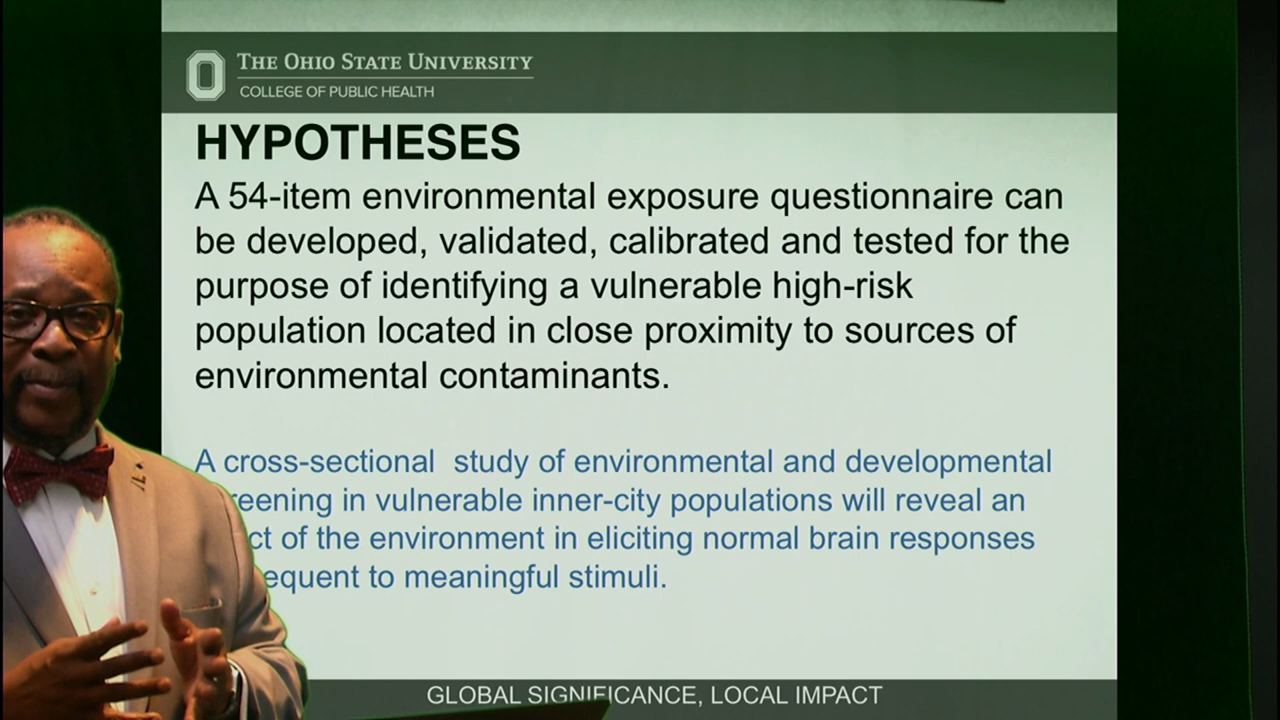 THE OHIO STATE UNIVERSITY
COLLEGE OF PUBLIC HEALTH
HYPOTHESES
A 54-item environmental exposure questionnaire can
be developed, validated, calibrated and tested for the
purpose of identifying a vulnerable high-risk
population located in close proximity to sources of
environmental contaminants.
A cross-sectional study of environmental and developmental
in vulnerable inner-city populations will reveal an
of the environment in eliciting normal brain responses
to meaningful stimuli.
GLOBAL SIGNIFICANCE, LOCAL IMPACT